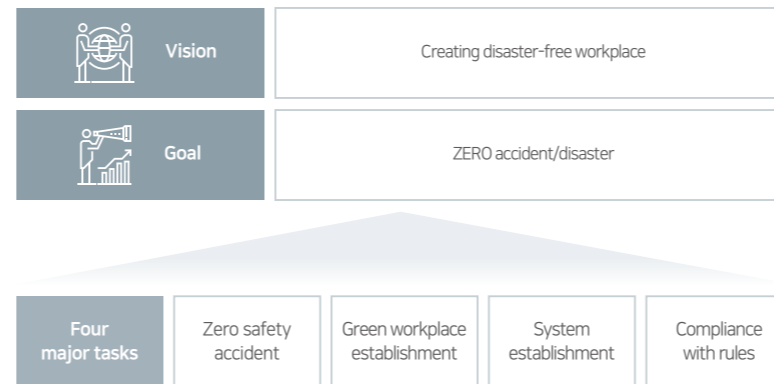 Vision
Creating disaster-free workplace
Goal
ZERO accident/disaster
Four
major tasks
Zero safety
accident
Green workplace
establishment
System
establishment
Compliance
with rules